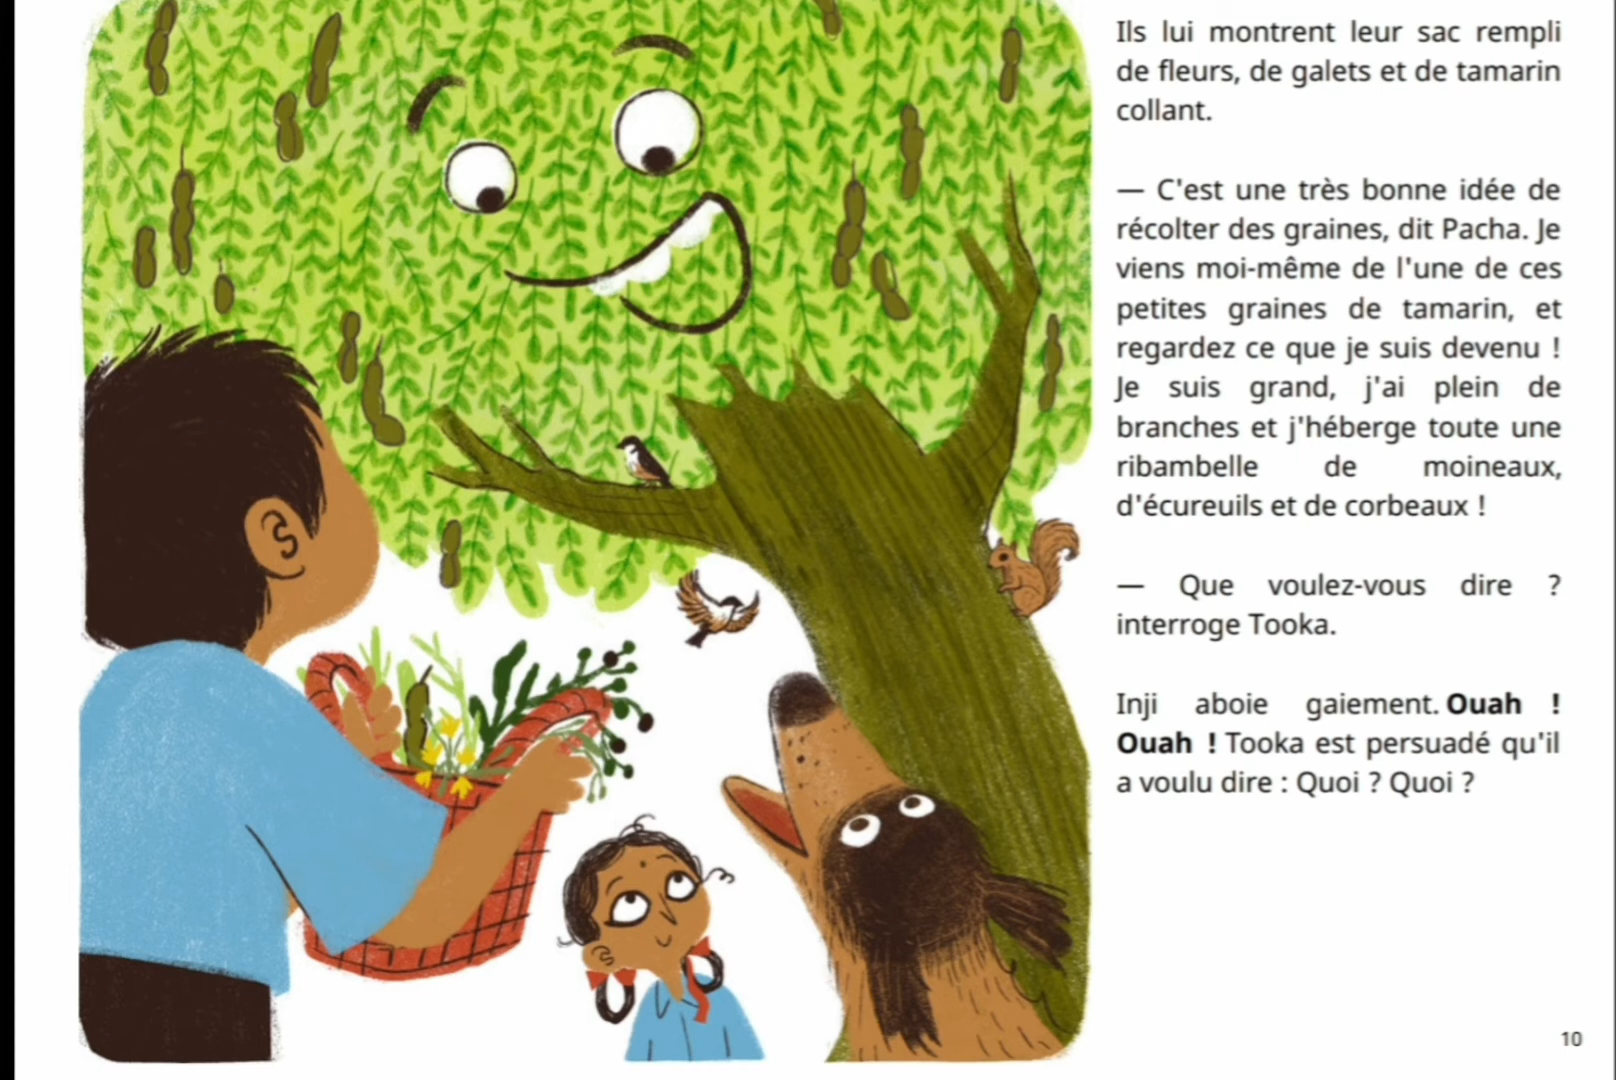 Ils lui montrent leur sac rempli
de fleurs, de galets et de tamarin
collant.
— C'est une très bonne idée de
récolter des graines, dit Pacha. Je
viens moi-même de l'une de ces
petites graines de tamarin, et
regardez ce que je suis devenu !
Je suis grand, j'ai plein de
branches et j'héberge toute une
ribambelle de moineaux,
d'écureuils et de corbeaux !
— Que voulez-vous dire ?
interroge Tooka.
Inji aboie gaiement. Ouah !
Ouah ! Tooka est persuadé qu'il
a voulu dire : Quoi ? Quoi ?
10